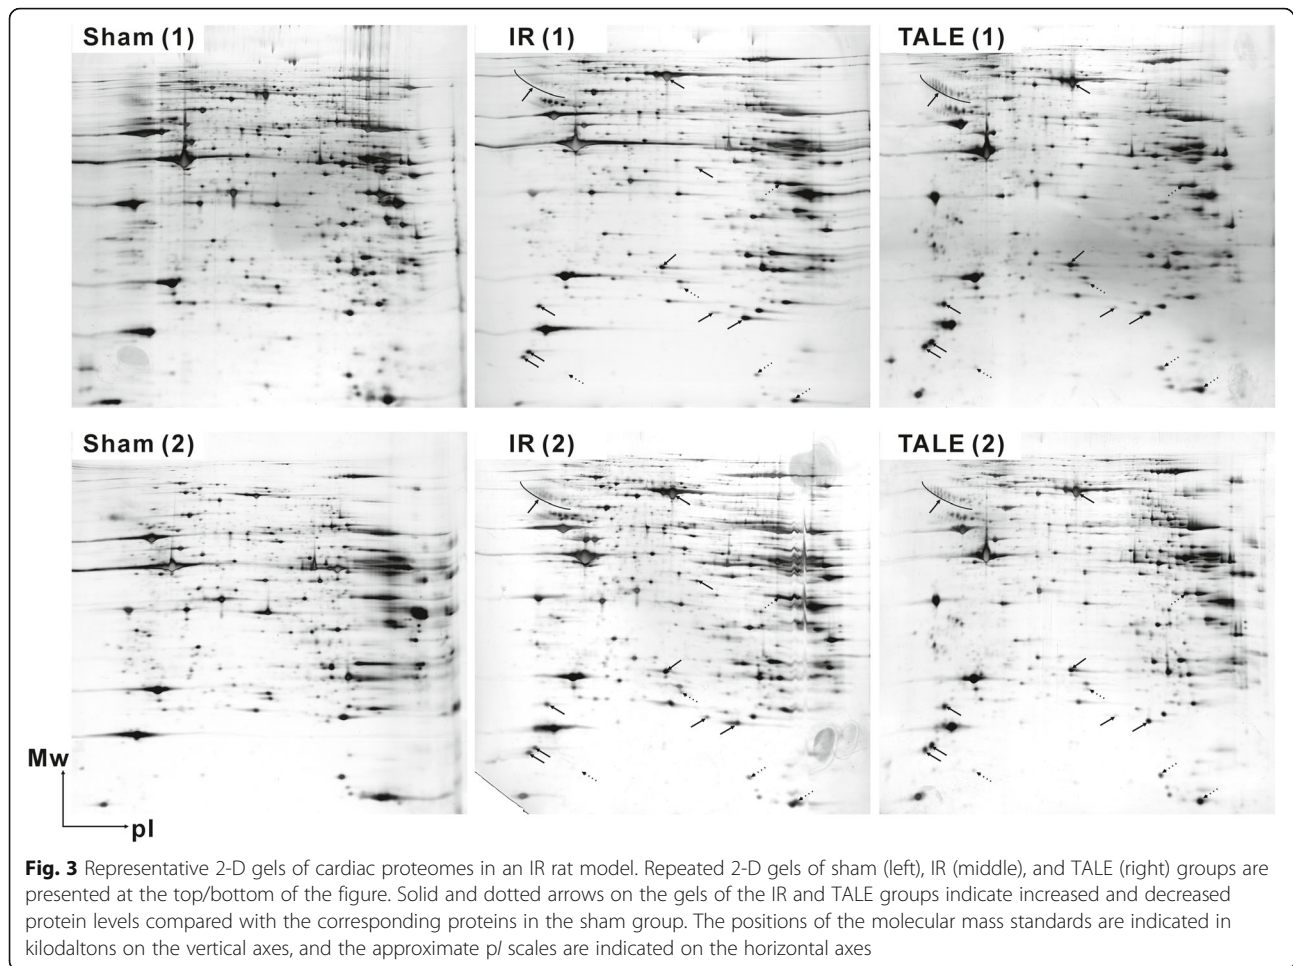 Sham (1)
IR (1)
TALE (1)
Sham (2)
IR (2)
TALE (2)
Mw
pI
Fig. 3 Representative 2-D gels of cardiac proteomes in an IR rat model. Repeated 2-D gels of sham (left), IR (middle), and TALE (right) groups are
presented at the top/bottom of the figure. Solid and dotted arrows on the gels of the IR and TALE groups indicate increased and decreased
protein levels compared with the corresponding proteins in the sham group. The positions of the molecular mass standards are indicated in
kilodaltons on the vertical axes, and the approximate pI scales are indicated on the horizontal axes